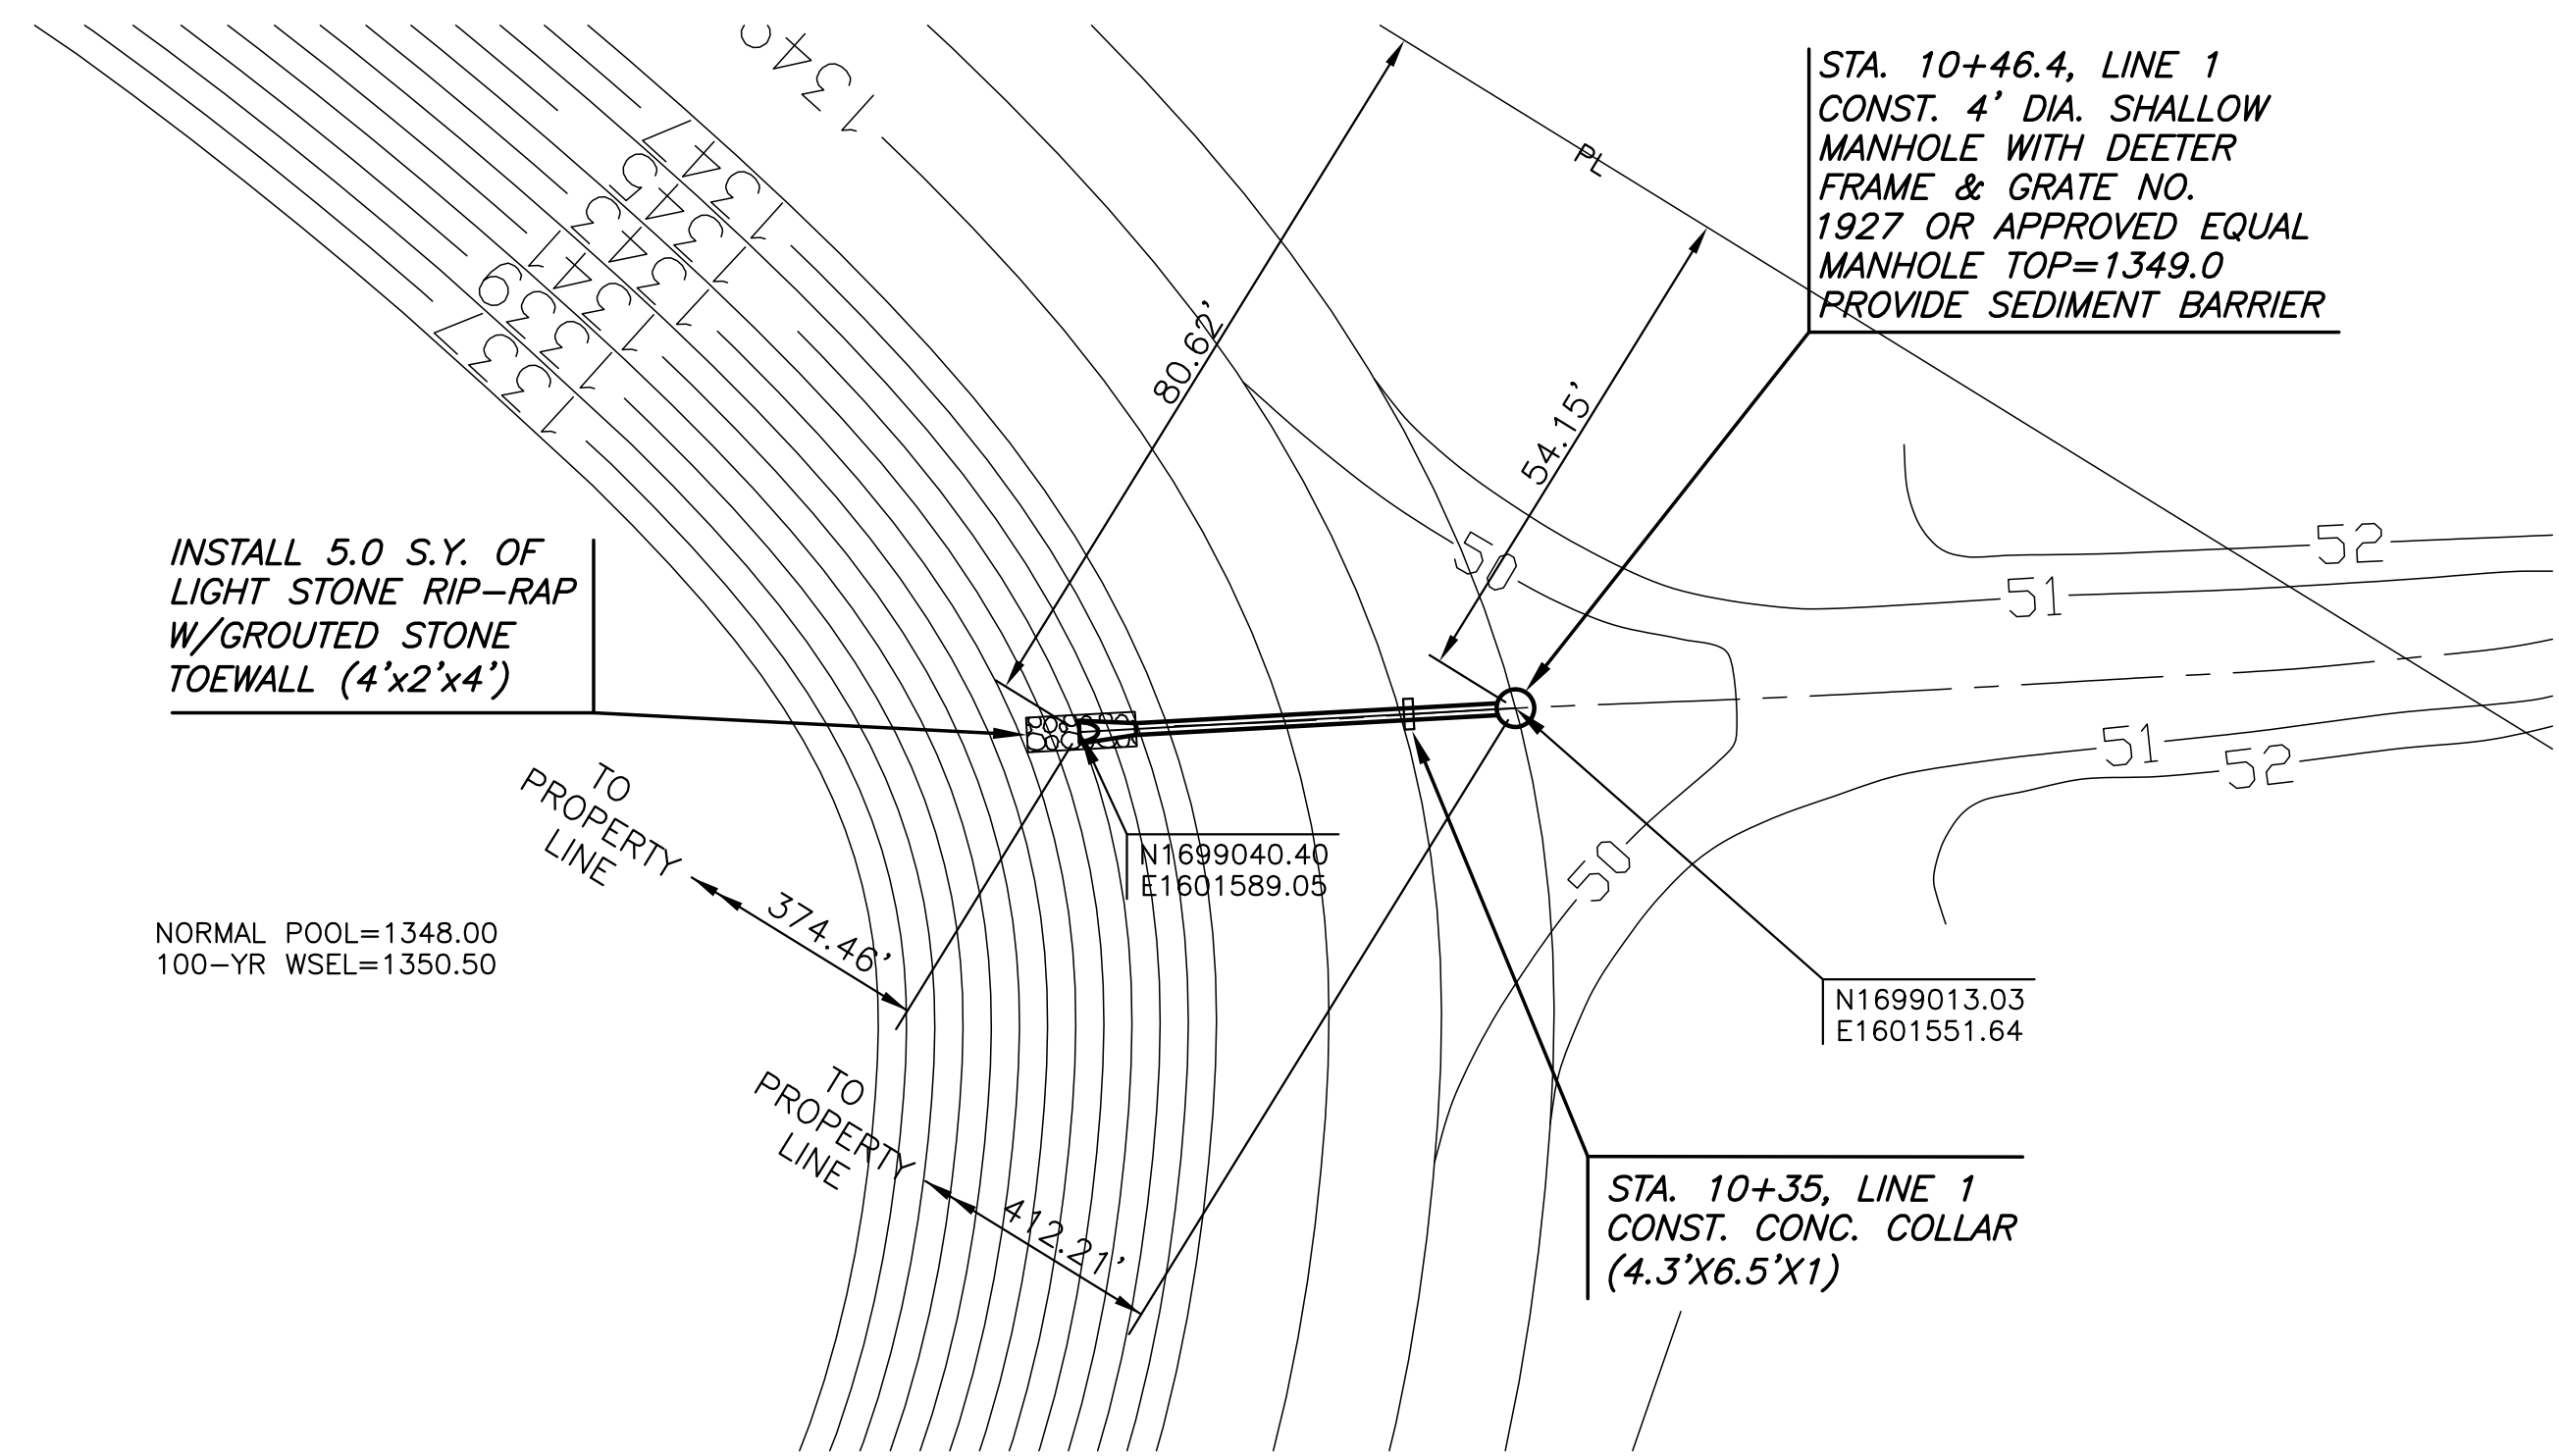 STA. 10+46.4, LINE 1
CONST. 4' DIA. SHALLOW
MANHOLE WITH DEETER
FRAME & GRATE NO.
1927 OR APPROVED EQUAL
MANHOLE TOP=1349.0
PROVIDE SEDIMENT BARRIER
PL
1347
1345
1343
1341
1339
1337
80.62'
54.15'
INSTALL 5.0 S.Y. OF
LIGHT STONE RIP-RAP
W/GROUTED STONE
TOEWALL (4'x2'x4')
50
52
51
51
52
50
TO
PROPERTY
LINE
374.46'
N1699040.40
E1601589.05
NORMAL POOL=1348.00
100-YR WSEL=1350.50
N1699013.03
E1601551.64
TO
PROPERTY
LINE
412.21'
STA. 10+35, LINE 1
CONST. CONC. COLLAR
(4.3'X6.5'X1)